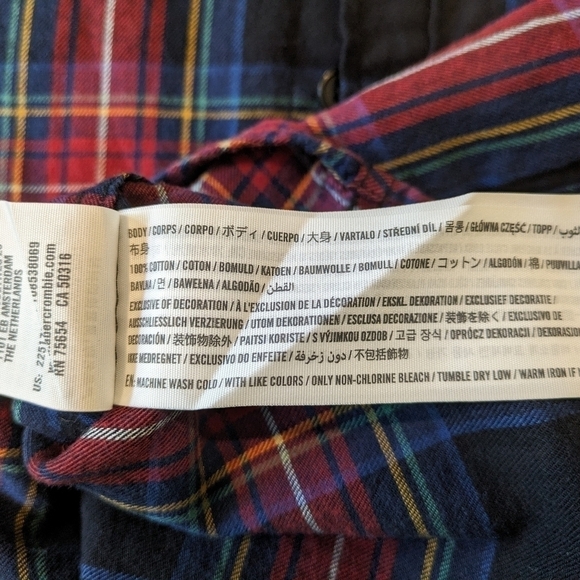 BODY / CORPS / CORPO / ボディ / CUERPO / 大身 / VARTALO / STŘEDNÍ DÍL / 몸통 / GŁÓWNA CZĘŚĆ / TOPP /
布身
100% COTTON / COTON / BOMULD / KATOEN / BAUMWOLLE / BOMULL / COTONE / コットン / ALGODÓN / 棉 / PUUVILLA
BAVLNA / 면 / BAWEŁNA / ALGODÃO / القطن
EXCLUSIVE OF DECORATION / À L'EXCLUSION DE LA DÉCORATION / EKSKL. DEKORATION / EXCLUSIEF DECORATIE /
AUSSCHLIESSLICH VERZIERUNG / UTOM DEKORATIONEN / ESCLUSA DECORAZIONE / 装飾を除く / EXCLUSIVO DE
DECORACIÓN / 装饰物除外 / PAITSI KORISTE / S VÝJIMKOU OZDOB / 고급 장식 / OPRÓCZ DEKORACJI /
IKKE MEDREGNET / EXCLUSIVO DO ENFEITE / دون زخرفة / 不包括飾物
EN: MACHINE WASH COLD / WITH LIKE COLORS / ONLY NON-CHLORINE BLEACH / TUMBLE DRY LOW / WARM IRON IF
AMSTERDAM
THE NETHERLANDS
US:
RN 75654 CA 50316